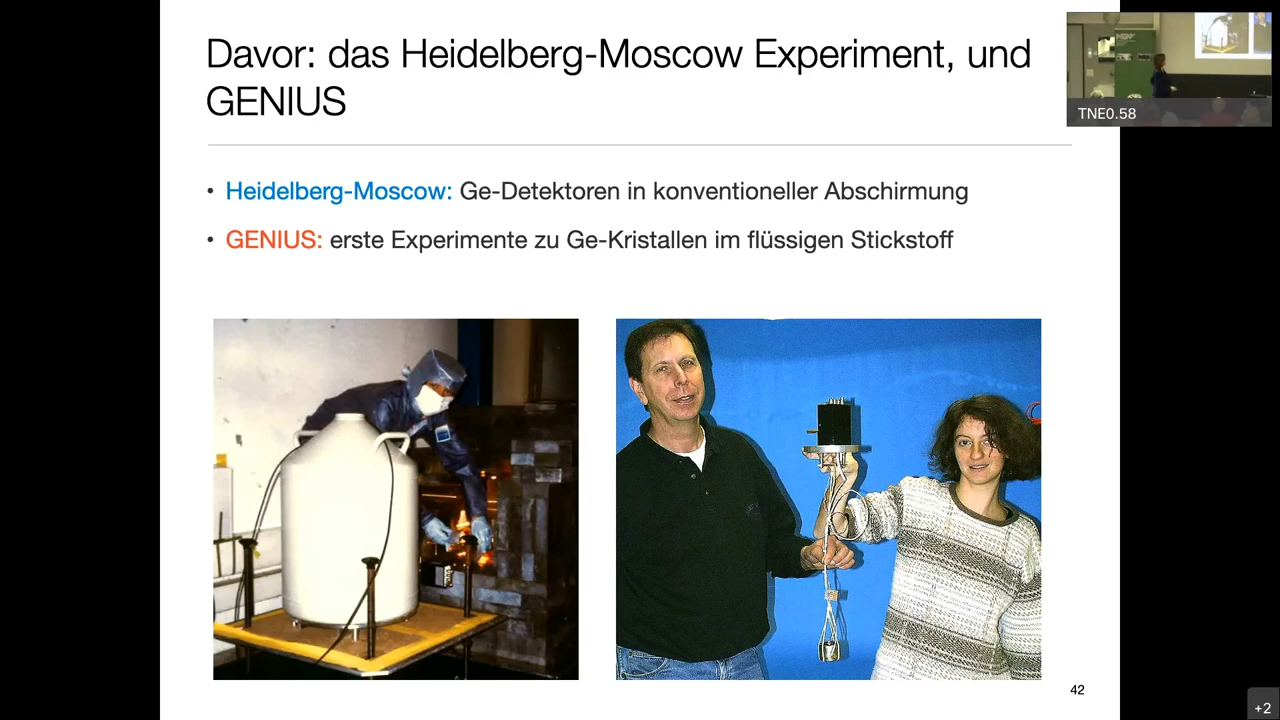 Davor: das Heidelberg-Moscow Experiment, und
GENIUS
TNE0.58
• Heidelberg-Moscow: Ge-Detektoren in konventioneller Abschirmung
• GENIUS: erste Experimente zu Ge-Kristallen im flüssigen Stickstoff
42
+2